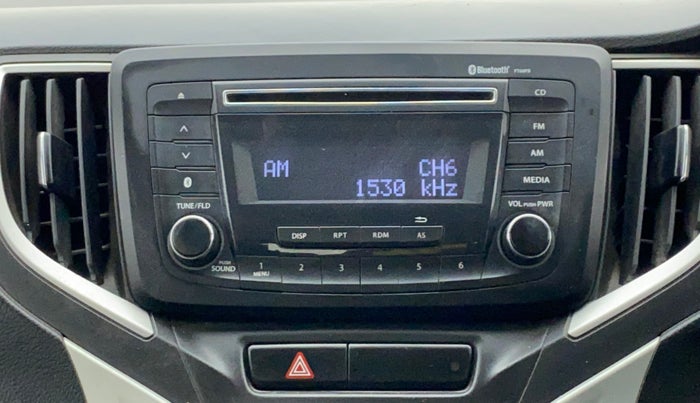 Bluetooth
CD
FM
AM
MEDIA
AM CH6
1530 kHz
TUNE/FLD
VOL PUSH PWR
DISP RPT RDM AS
PUSH
SOUND
1 2 3 4 5 6
MENU